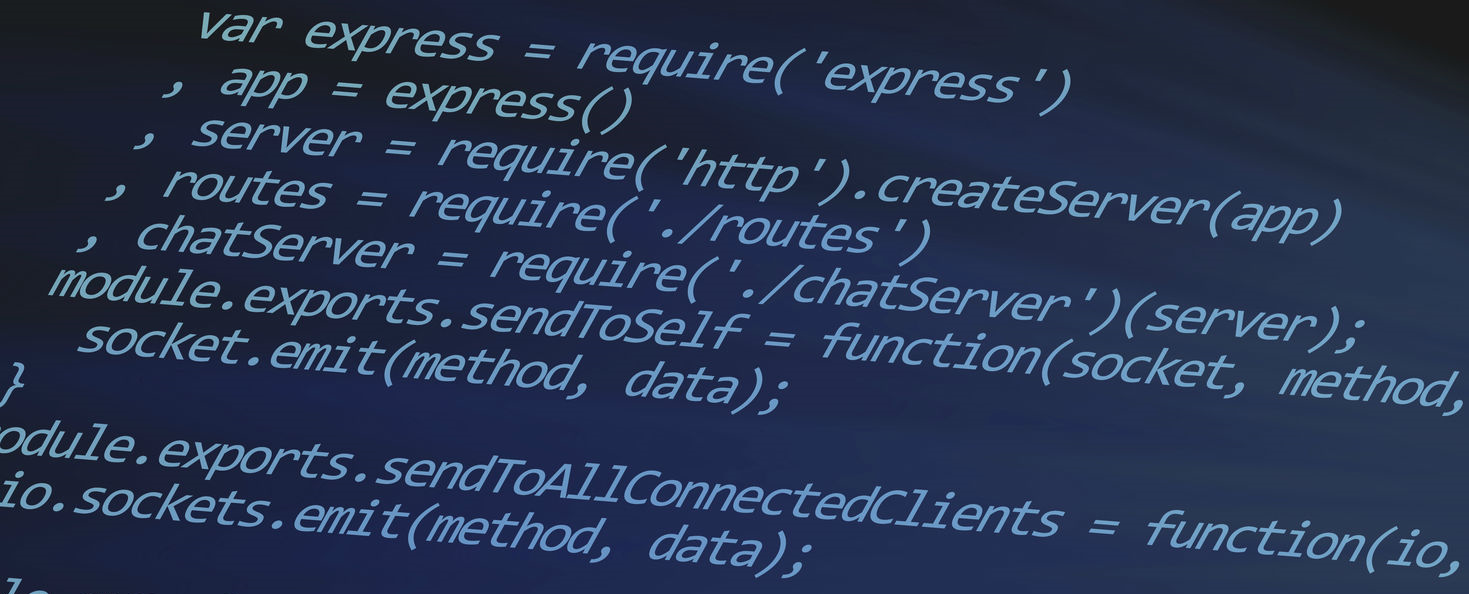 var express = require('express')
, app = express()
, server = require('http').createServer(app)
, routes = require('./routes')
, chatServer = require('./chatServer')(server);
module.exports.sendToSelf = function(socket, method,
socket.emit(method, data);
}
odule.exports.sendToAllConnectedClients = function(io,
io.sockets.emit(method, data);